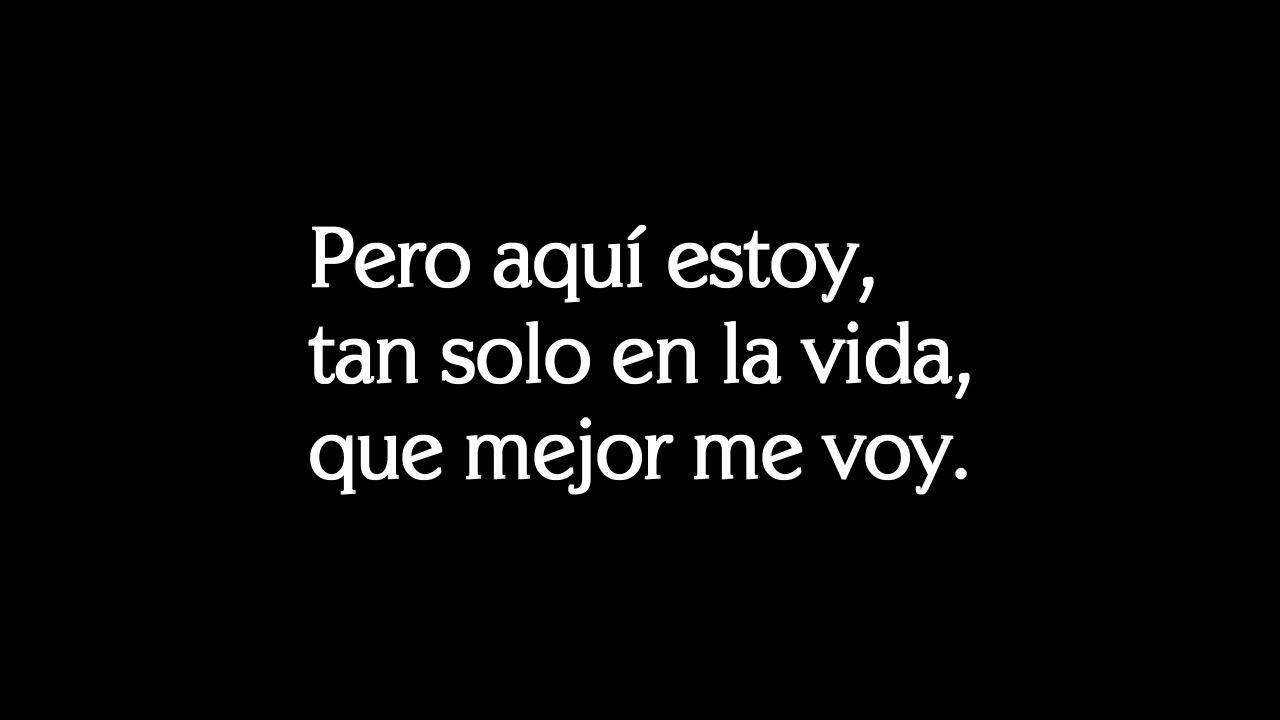 Pero aquí estoy,
tan solo en la vida,
que mejor me voy.